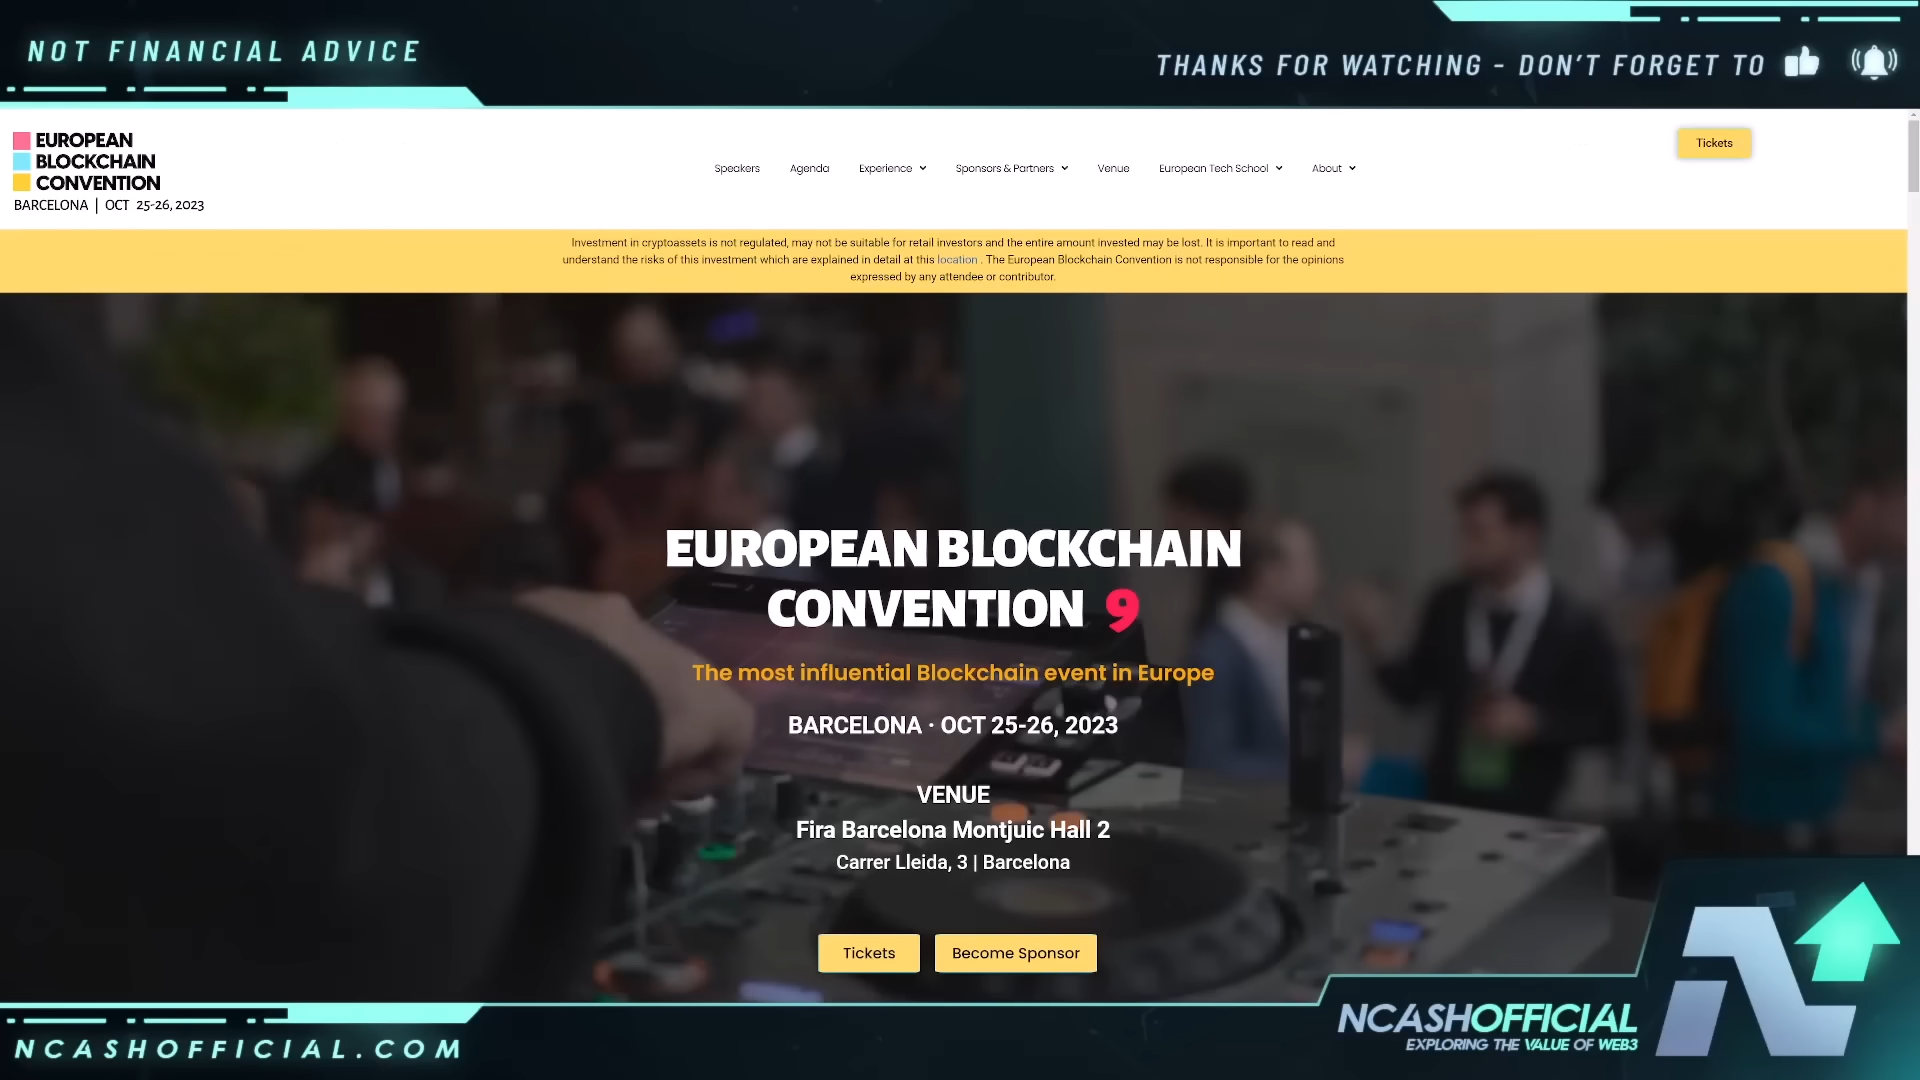 NOT FINANCIAL ADVICE
THANKS FOR WATCHING - DON'T FORGET TO
EUROPEAN
BLOCKCHAIN
CONVENTION
BARCELONA | OCT 25-26, 2023
Speakers Agenda Experience Sponsors & Partners Venue European Tech School About
Tickets
Investment in cryptoassets is not regulated, may not be suitable for retail investors and the entire amount invested may be lost. It is important to read and
understand the risks of this investment which are explained in detail at this location . The European Blockchain Convention is not responsible for the opinions
expressed by any attendee or contributor.
EUROPEAN BLOCKCHAIN
CONVENTION 9
The most influential Blockchain event in Europe
BARCELONA · OCT 25-26, 2023
VENUE
Fira Barcelona Montjuic Hall 2
Carrer Lleida, 3 | Barcelona
Tickets Become Sponsor
NCASHOFFICIAL.COM
NCASHOFFICIAL
EXPLORING THE VALUE OF WEB3